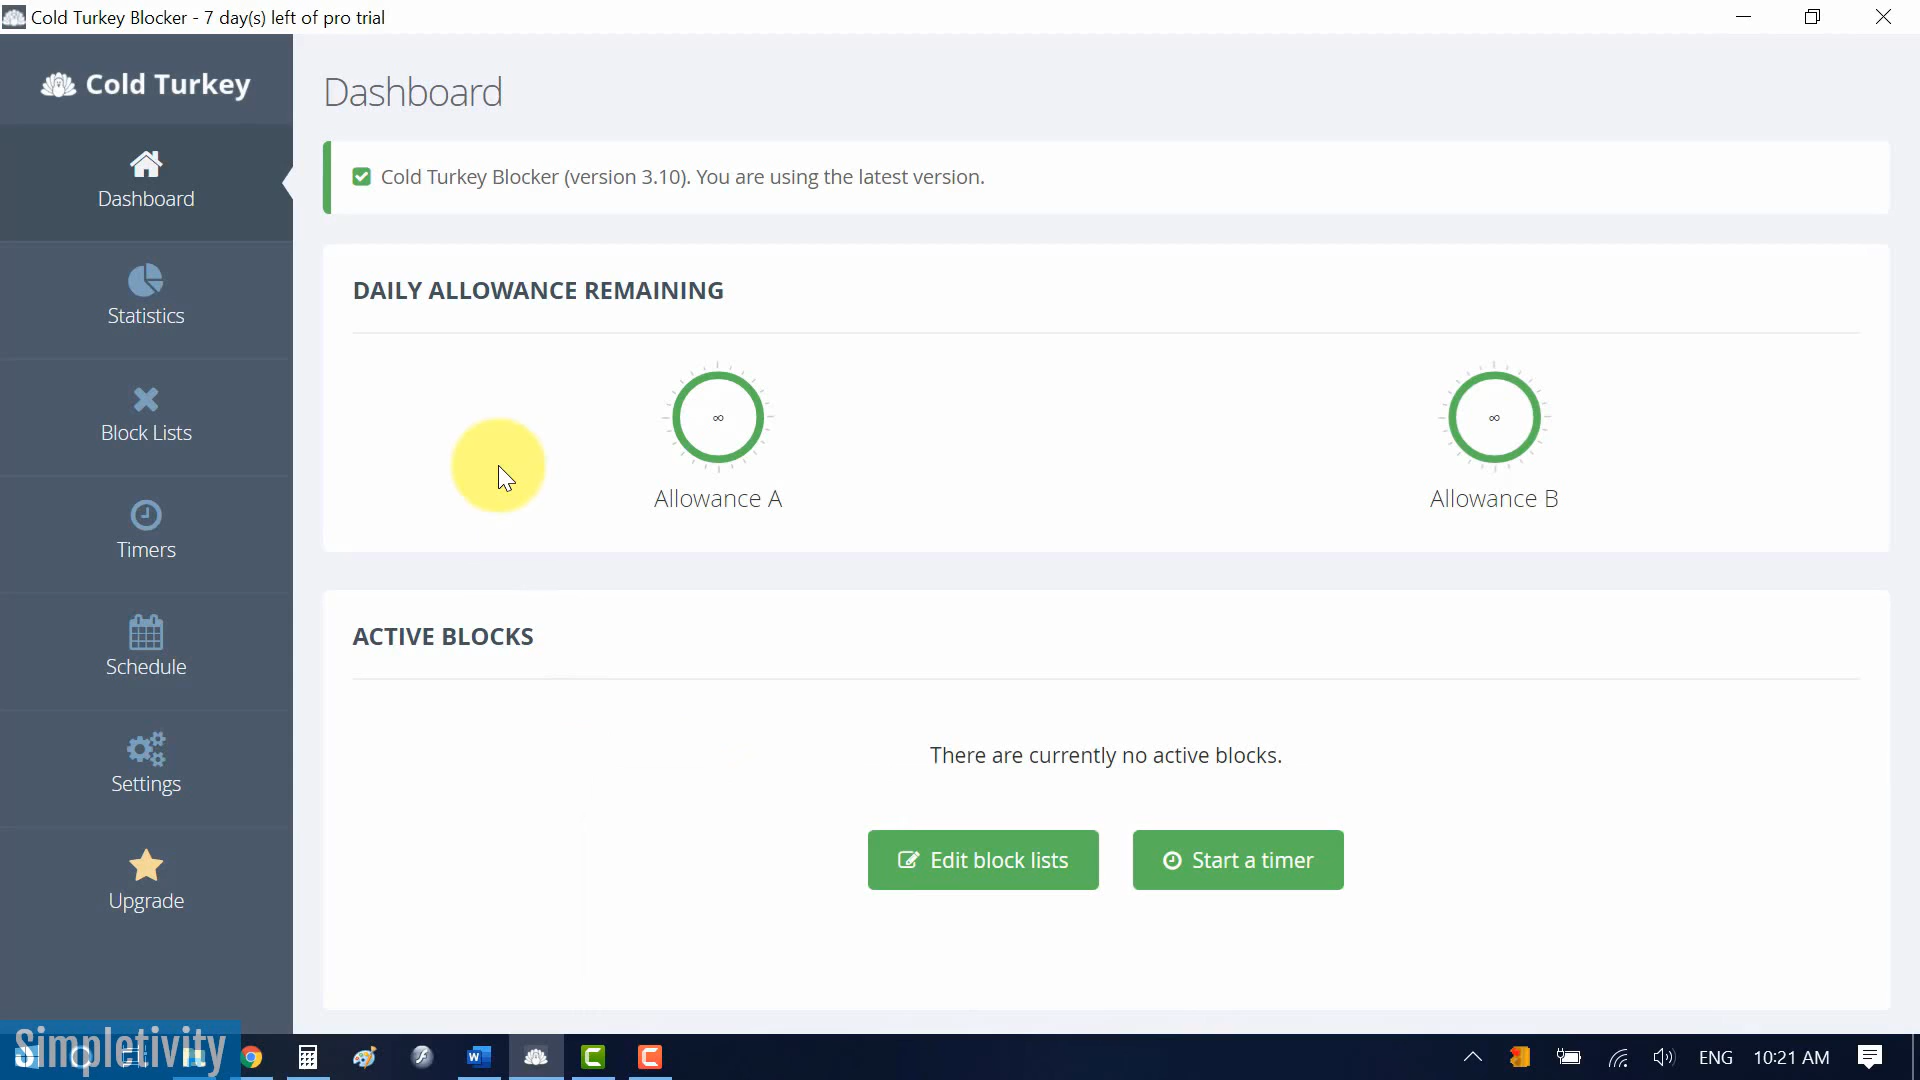 Cold Turkey Blocker - 7 day(s) left of pro trial
Cold Turkey
Dashboard
Statistics
Block Lists
Timers
Schedule
Settings
Upgrade
Dashboard
Cold Turkey Blocker (version 3.10). You are using the latest version.
DAILY ALLOWANCE REMAINING
∞
∞
Allowance A
Allowance B
ACTIVE BLOCKS
There are currently no active blocks.
Edit block lists
Start a timer
Simpletivity
ENG
10:21 AM